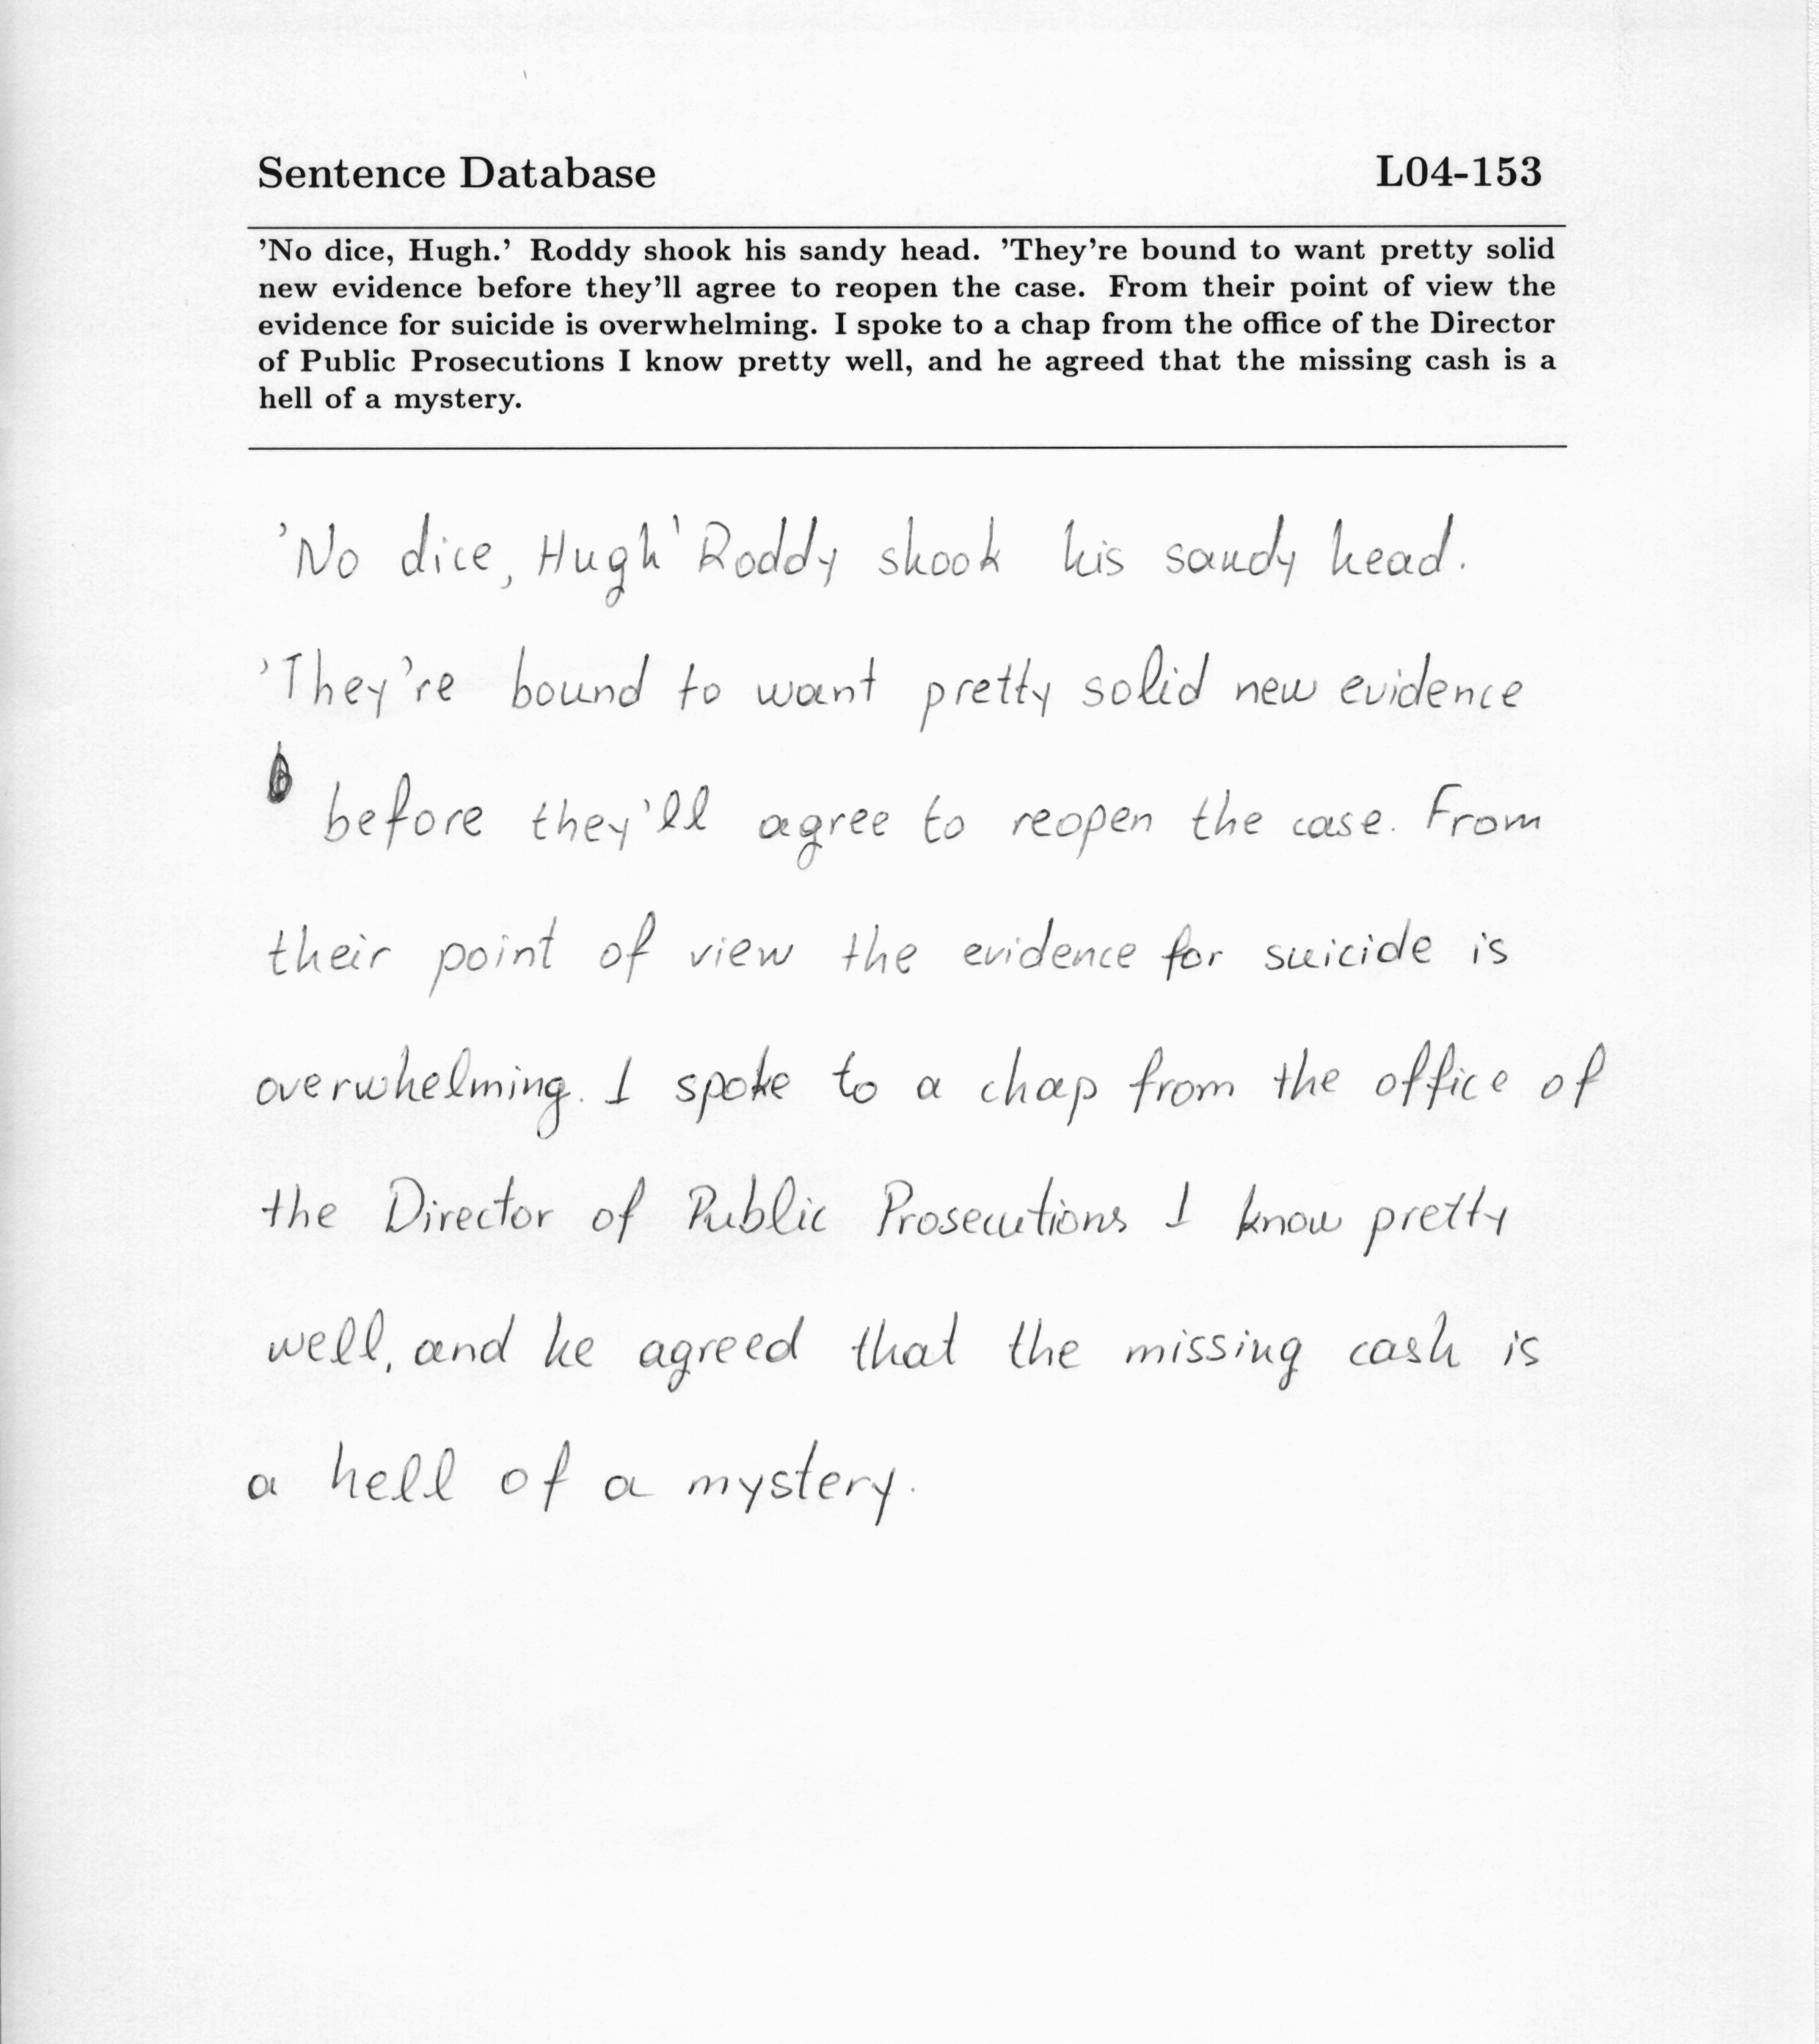 Sentence Database L04-153
’No dice, Hugh.’ Roddy shook his sandy head. ’They’re bound to want pretty solid
new evidence before they’ll agree to reopen the case. From their point of view the
evidence for suicide is overwhelming. I spoke to a chap from the office of the Director
of Public Prosecutions I know pretty well, and he agreed that the missing cash is a
hell of a mystery.
’No dice, Hugh' Roddy shook his sandy head.
’They’re bound to want pretty solid new evidence
before they’ll agree to reopen the case. From
their point of view the evidence for suicide is
overwhelming. I spoke to a chap from the office of
the Director of Public Prosecutions I know pretty
well, and he agreed that the missing cash is
a hell of a mystery.